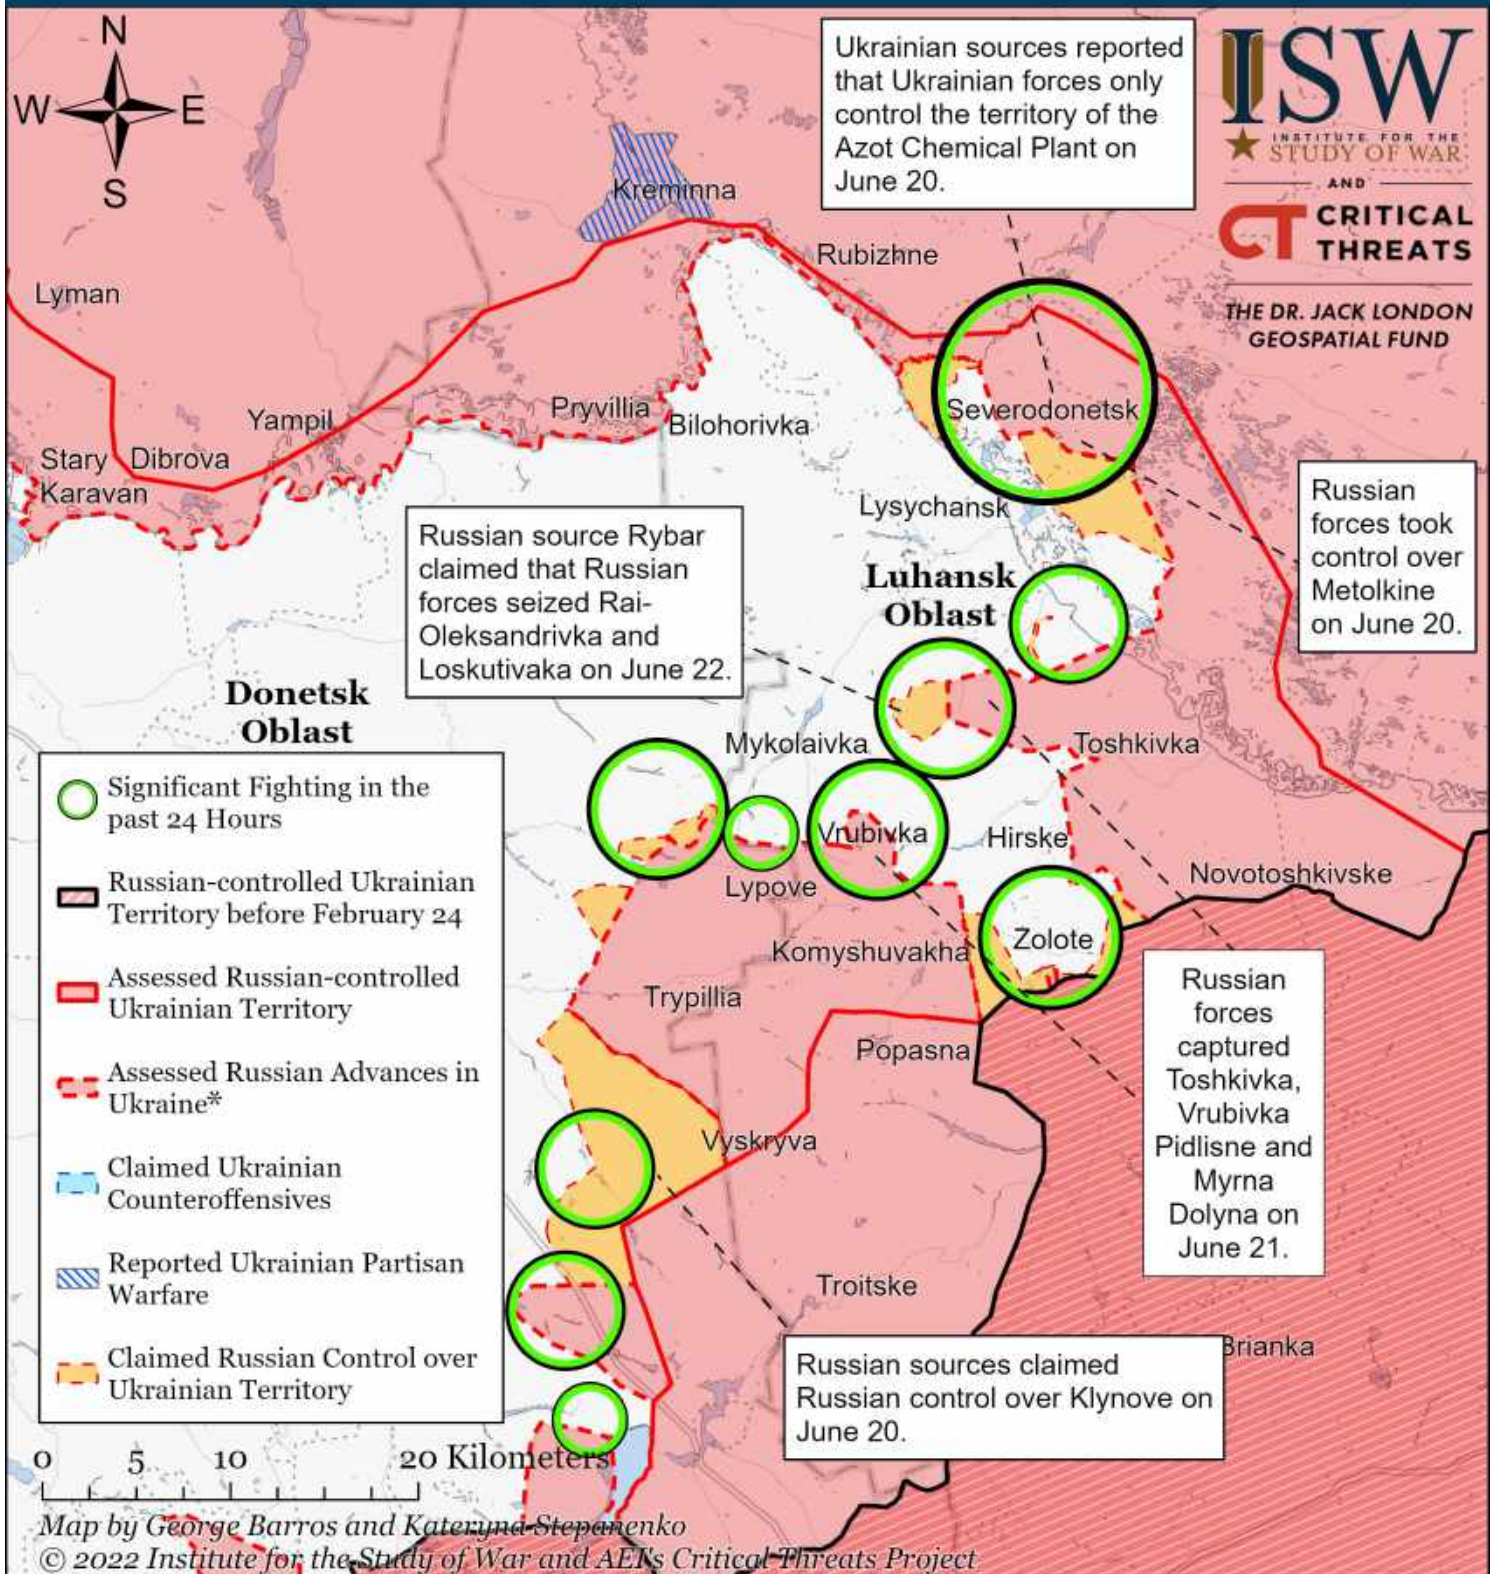 N
W E
S
Ukrainian sources reported
that Ukrainian forces only
control the territory of the
Azot Chemical Plant on
June 20.
ISW
INSTITUTE FOR THE
STUDY OF WAR
AND
CT CRITICAL
THREATS
THE DR. JACK LONDON
GEOSPATIAL FUND
Kreminna
Rubizhne
Lyman
Severodonetsk
Yampil
Pryvillia
Bilohorivka
Stary
Karavan
Dibrova
Lysychansk
Russian
forces took
control over
Metolkine
on June 20.
Russian source Rybar
claimed that Russian
forces seized Rai-
Oleksandrivka and
Loskutivaka on June 22.
Luhansk
Oblast
Donetsk
Oblast
Mykolaivka
Toshkivka
Vrubivka
Hirske
Lypove
Novotoshkivske
Komyshuvakha
Zolote
Trypillia
Popasna
Russian
forces
captured
Toshkivka,
Vrubivka
Pidlisne and
Myrna
Dolyna on
June 21.
Vyskryva
Troitske
Brianka
Russian sources claimed
Russian control over Klynove on
June 20.
Significant Fighting in the
past 24 Hours
Russian-controlled Ukrainian
Territory before February 24
Assessed Russian-controlled
Ukrainian Territory
Assessed Russian Advances in
Ukraine*
Claimed Ukrainian
Counteroffensives
Reported Ukrainian Partisan
Warfare
Claimed Russian Control over
Ukrainian Territory
0 5 10 20 Kilometers
Map by George Barros and Kateryna Stepanenko
© 2022 Institute for the Study of War and AEI's Critical Threats Project